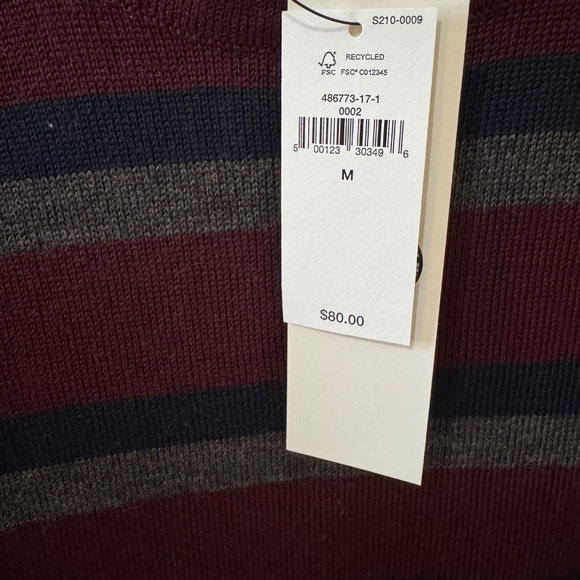 S210-0009
RECYCLED
FSC
FSC® C012345
486773-17-1
0002
5 00123 30349 6
M
$80.00